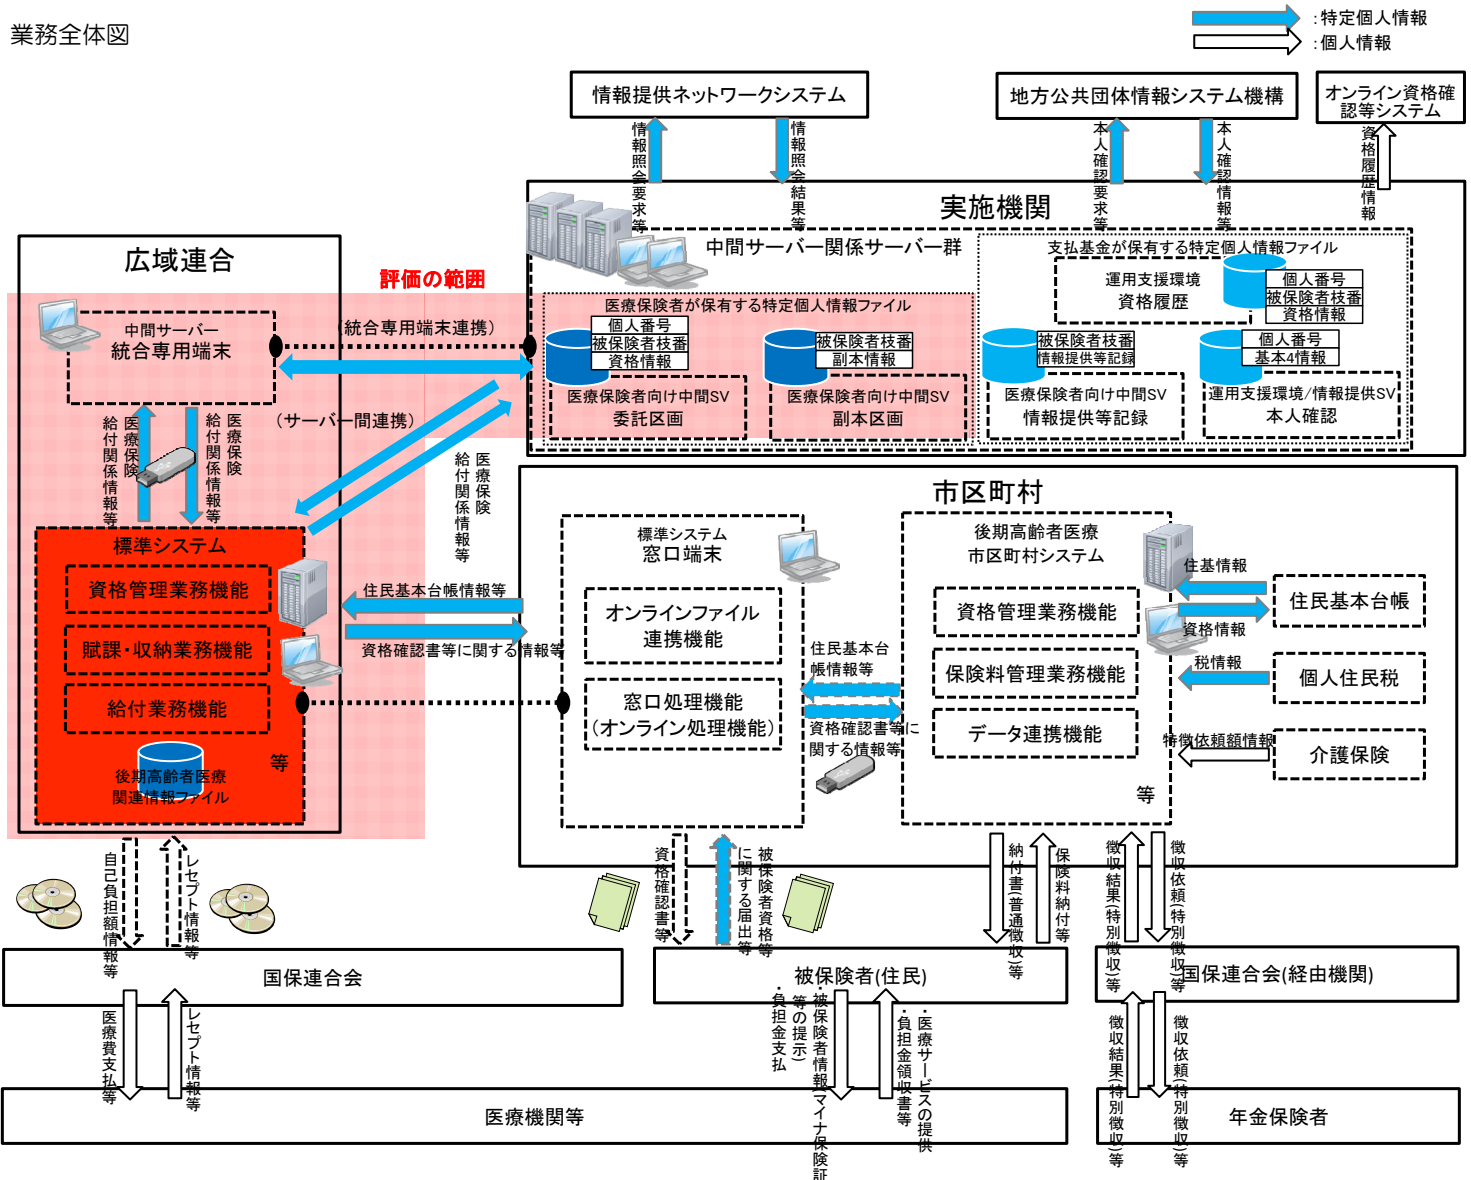 業務全体図
：特定個人情報
：個人情報
情報提供ネットワークシステム
地方公共団体情報システム機構
オンライン資格確
認等システム
情報照会要求等
情報照会結果等
本人確認要求等
本人確認情報等
資格履歴情報
実施機関
中間サーバー関係サーバー群
支払基金が保有する特定個人情報ファイル
運用支援環境
資格履歴
個人番号
被保険者枝番
資格情報
医療保険者が保有する特定個人情報ファイル
個人番号
被保険者枝番
資格情報
被保険者枝番
副本情報
被保険者枝番
情報提供等記録
個人番号
基本4情報
医療保険者向け中間SV
委託区画
医療保険者向け中間SV
副本区画
医療保険者向け中間SV
情報提供等記録
運用支援環境/情報提供SV
本人確認
広域連合
評価の範囲
中間サーバー
統合専用端末
(統合専用端末連携)
(サーバー間連携)
医療保険
給付関係情報等
医療保険
給付関係情報等
医療保険
給付関係情報等
標準システム
資格管理業務機能
賦課・収納業務機能
給付業務機能
等
後期高齢者医療
関連情報ファイル
住民基本台帳情報等
資格確認書等に関する情報等
市区町村
標準システム
窓口端末
オンラインファイル
連携機能
窓口処理機能
(オンライン処理機能)
住民基本台
帳情報等
資格確認書等に
関する情報等
後期高齢者医療
市区町村システム
資格管理業務機能
保険料管理業務機能
データ連携機能
等
住基情報
資格情報
税情報
特徴依頼額情報
住民基本台帳
個人住民税
介護保険
自己負担額情報等
レセプト情報等
資格確認書等
被保険者資格等
に関する届出等
納付書(普通徴収)等
保険料納付等
徴収結果(特別徴収)等
徴収依頼(特別徴収)等
国保連合会
被保険者(住民)
国保連合会(経由機関)
医療費支払等
レセプト情報等
・被保険者情報(マイナ保険証
等の提示)
・負担金支払
・医療サービスの提供
・負担金領収書等
徴収結果(特別徴収)等
徴収依頼(特別徴収)等
医療機関等
年金保険者